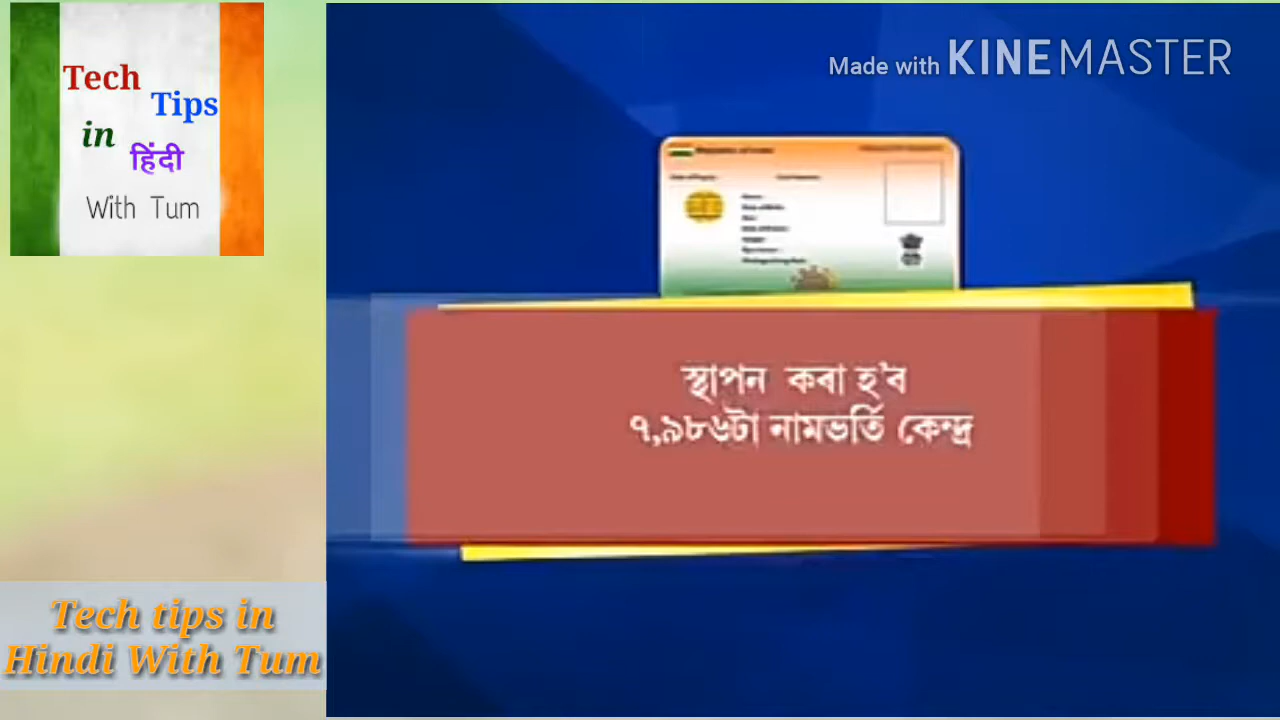 Tech
Tips
in
हिंदी
With Tum
Made with KINEMASTER
স্থাপন কৰা হ'ব
৭,৯৮৬টা নামভৰ্তি কেন্দ্ৰ
Tech tips in
Hindi With Tum